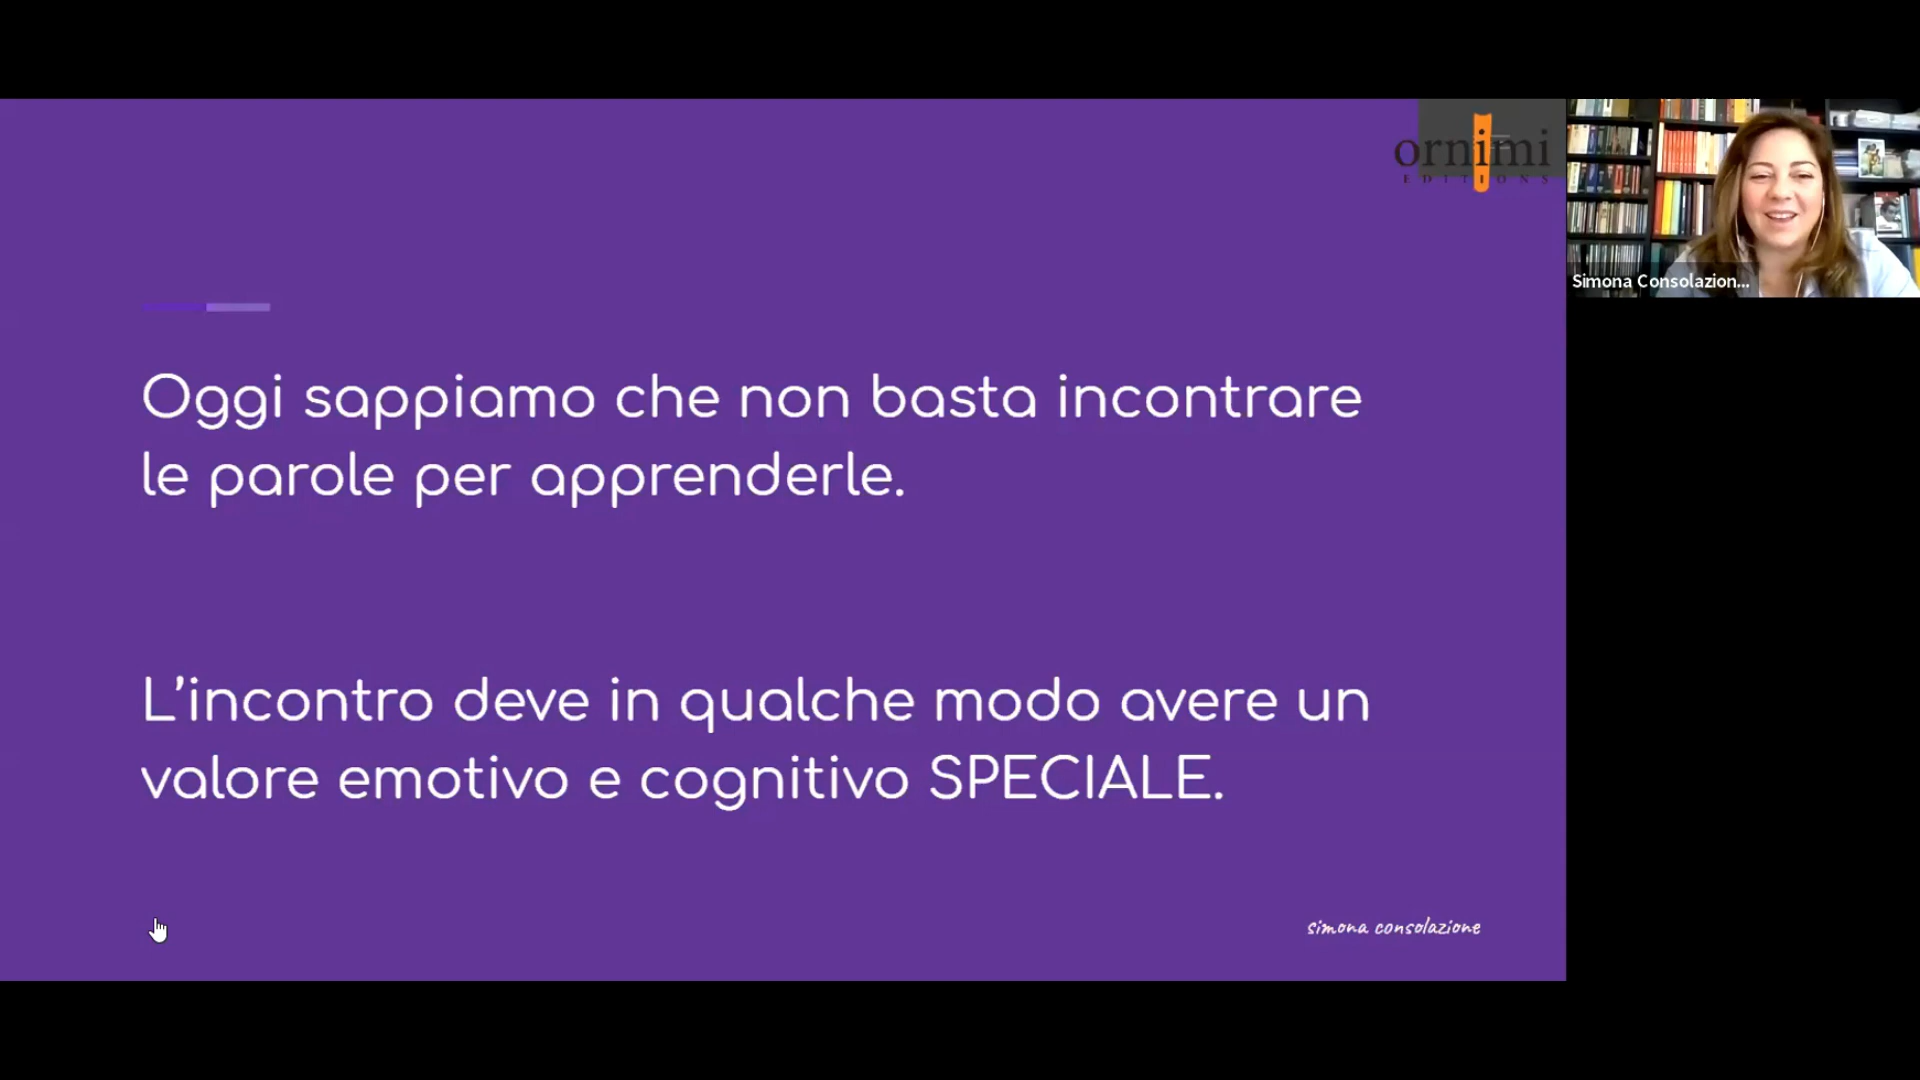 ornimi
EDITIONS
Simona Consolazion...
Oggi sappiamo che non basta incontrare
le parole per apprenderle.
L'incontro deve in qualche modo avere un
valore emotivo e cognitivo SPECIALE.
simona consolazione